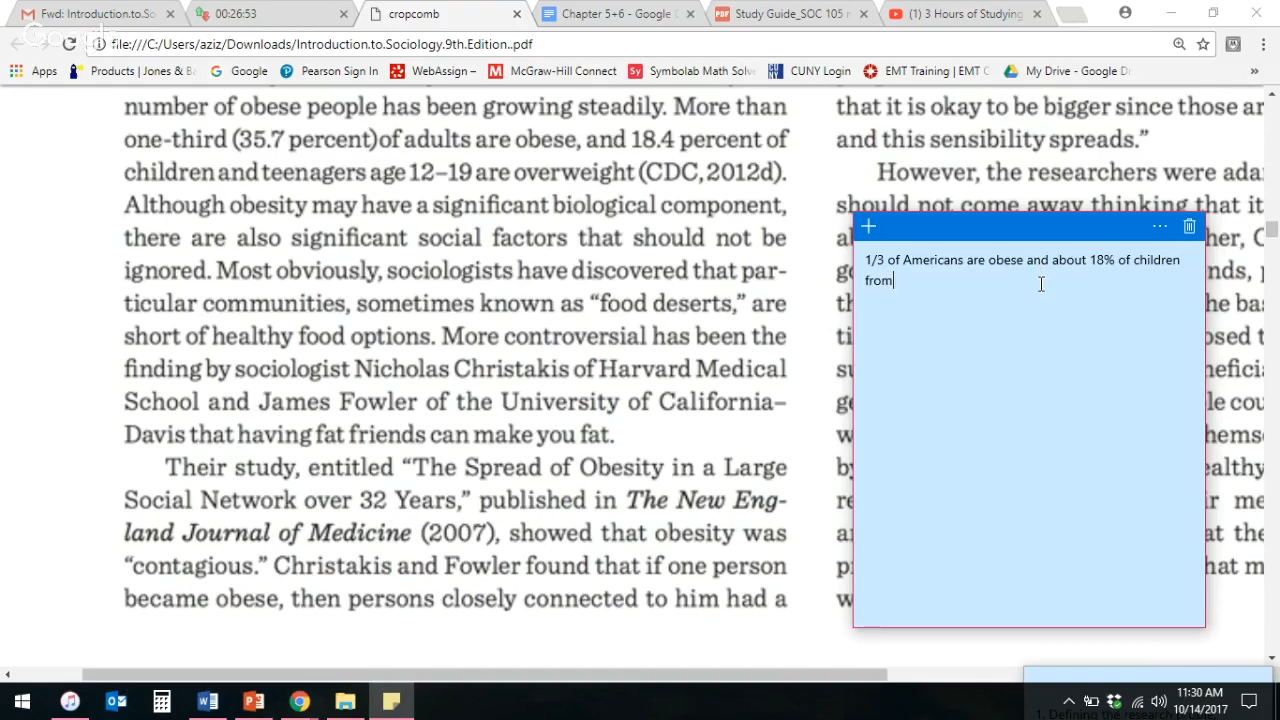 Fwd: Introduction.to.So
00:26:53
cropcomb
Chapter 5+6 - Google
Study Guide_SOC 105
(1) 3 Hours of Studying
Google
file:///C:/Users/aziz/Downloads/Introduction.to.Sociology.9th.Edition..pdf
Apps
Products | Jones & Ba
Google
Person Sign In
WebAssign –
McGraw-Hill Connect
Symbolab Math Solve
CUNY Login
EMT Training | EMT C
My Drive - Google Dri
number of obese people has been growing steadily. More than
one-third (35.7 percent)of adults are obese, and 18.4 percent of
children and teenagers age 12–19 are overweight (CDC, 2012d).
Although obesity may have a significant biological component,
there are also significant social factors that should not be
ignored. Most obviously, sociologists have discovered that par-
ticular communities, sometimes known as “food deserts,” are
short of healthy food options. More controversial has been the
finding by sociologist Nicholas Christakis of Harvard Medical
School and James Fowler of the University of California–
Davis that having fat friends can make you fat.
Their study, entitled “The Spread of Obesity in a Large
Social Network over 32 Years,” published in The New Eng-
land Journal of Medicine (2007), showed that obesity was
“contagious.” Christakis and Fowler found that if one person
became obese, then persons closely connected to him had a
that it is okay to be bigger since those ar
and this sensibility spreads.”
However, the researchers were ada
should not come away thinking that it
1/3 of Americans are obese and about 18% of children
from
11:30 AM
10/14/2017
1. Defining the research problem